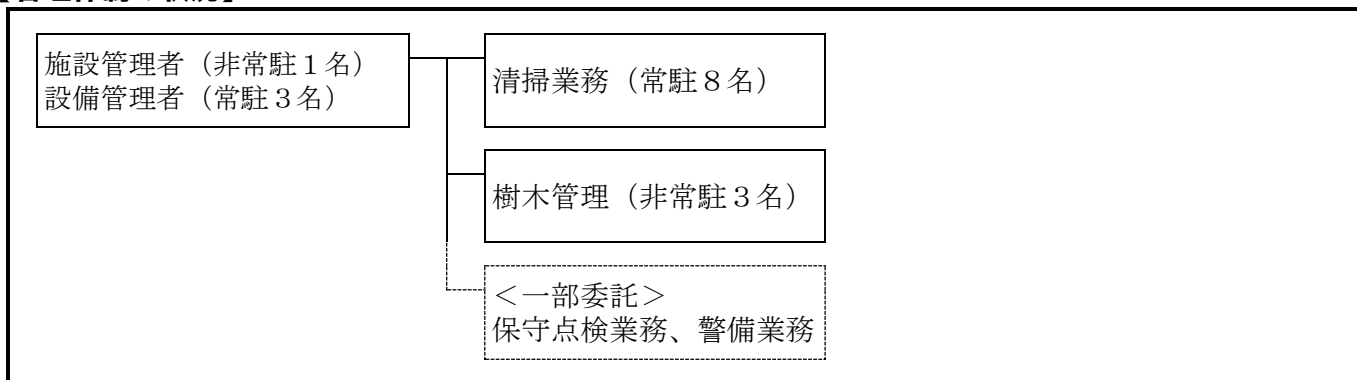 施設管理者（非常駐１名）
設備管理者（常駐３名）
清掃業務（常駐８名）
樹木管理（非常駐３名）
＜一部委託＞
保守点検業務、警備業務